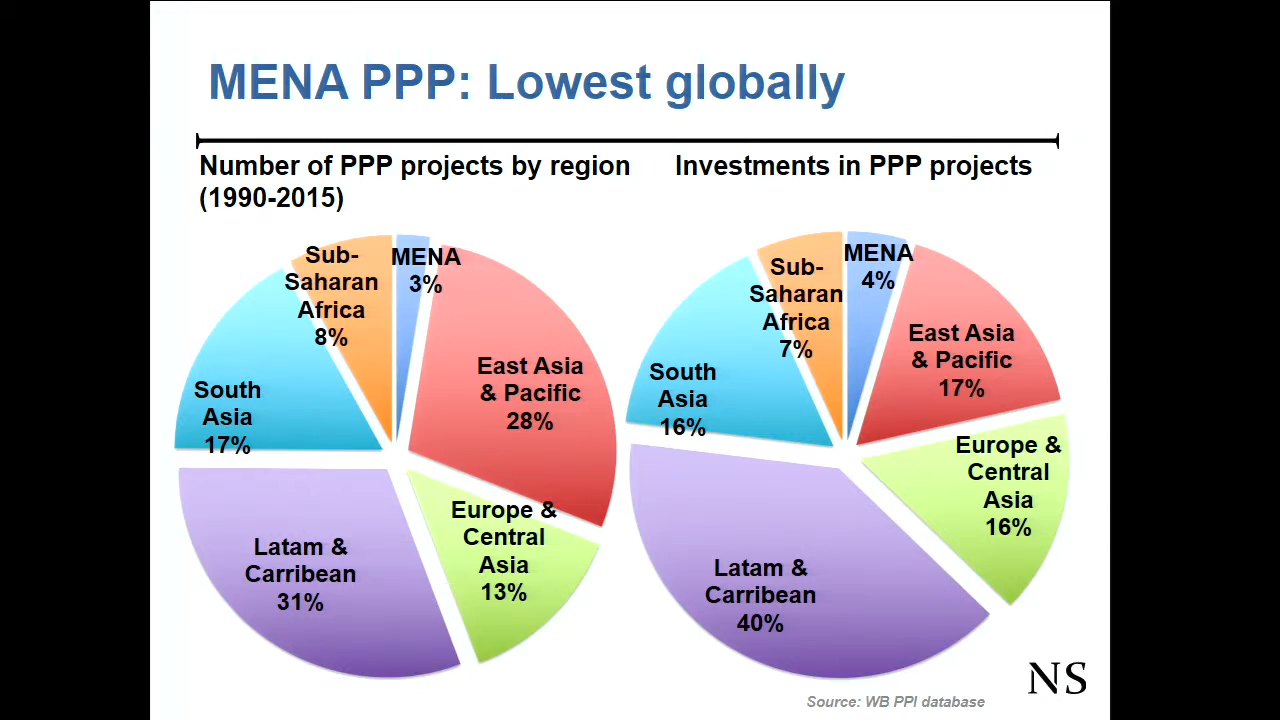 MENA PPP: Lowest globally
Number of PPP projects by region
(1990-2015)
Sub-
Saharan
Africa
8%
MENA
3%
East Asia
& Pacific
28%
South
Asia
17%
Europe &
Central
Asia
13%
Latam &
Carribean
31%
Investments in PPP projects
Sub-
Saharan
Africa
7%
MENA
4%
East Asia
& Pacific
17%
South
Asia
16%
Europe &
Central
Asia
16%
Latam &
Carribean
40%
NS
Source: WB PPI database